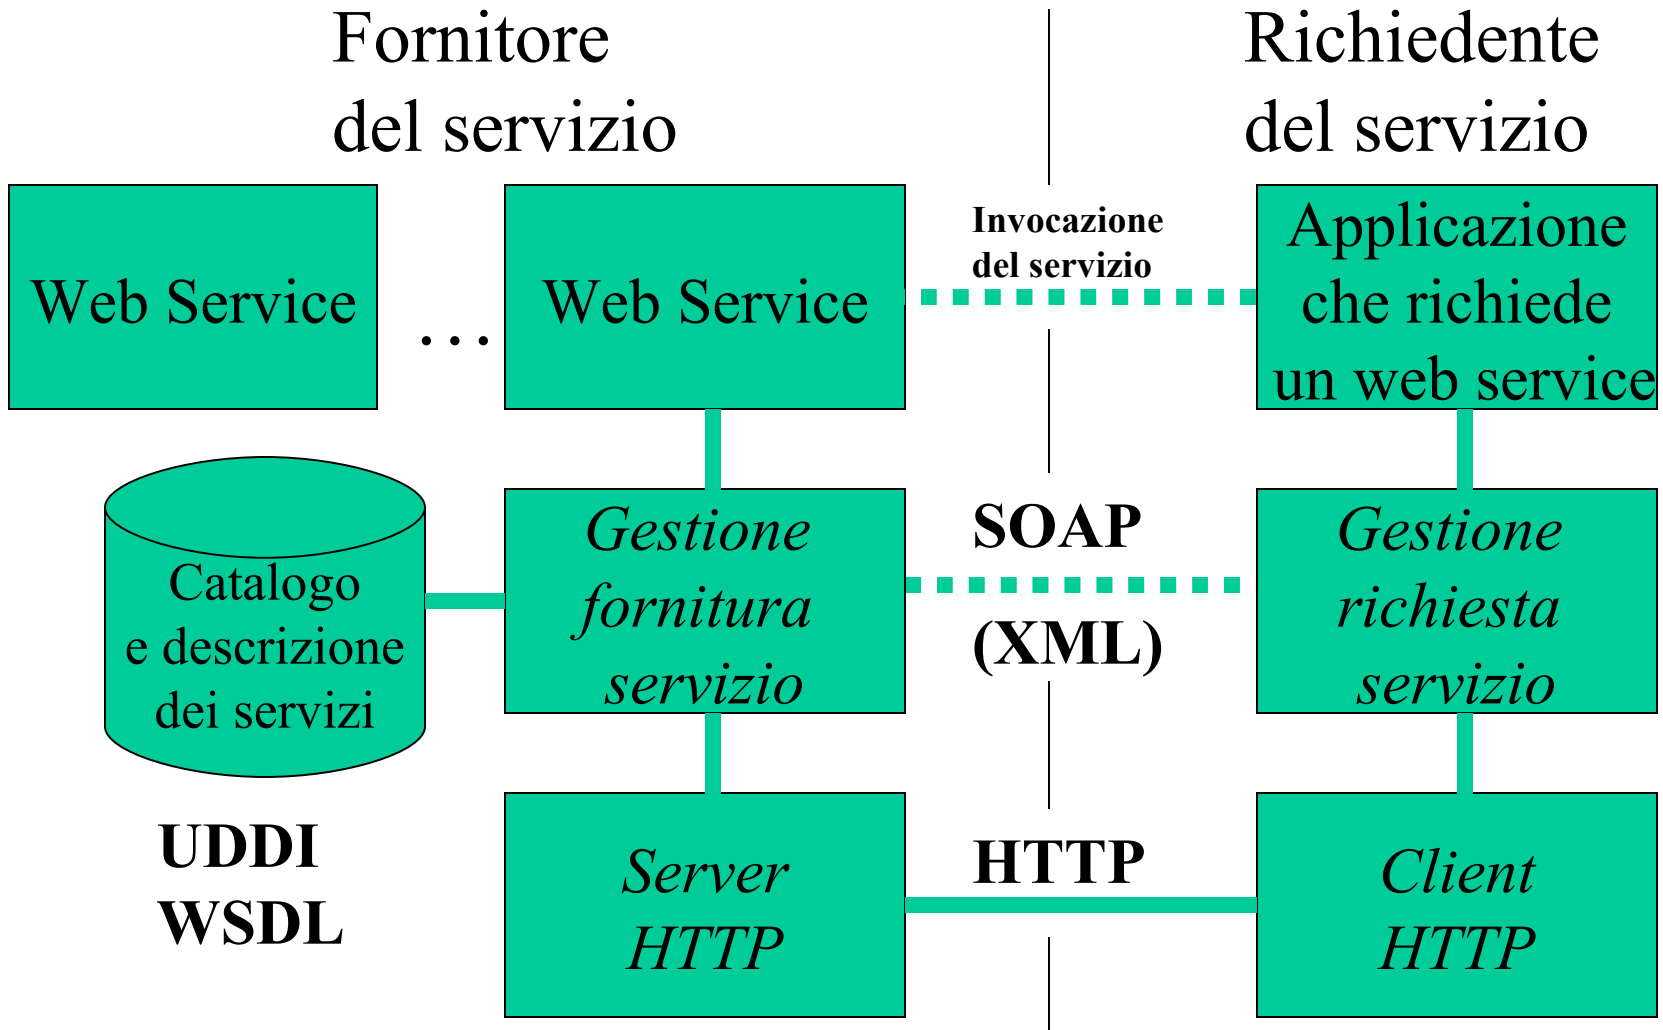 Fornitore
del servizio
Richiedente
del servizio
Web Service
…
Web Service
Invocazione
del servizio
Applicazione
che richiede
un web service
Catalogo
e descrizione
dei servizi
Gestione
fornitura
servizio
SOAP
(XML)
Gestione
richiesta
servizio
UDDI
WSDL
Server
HTTP
HTTP
Client
HTTP